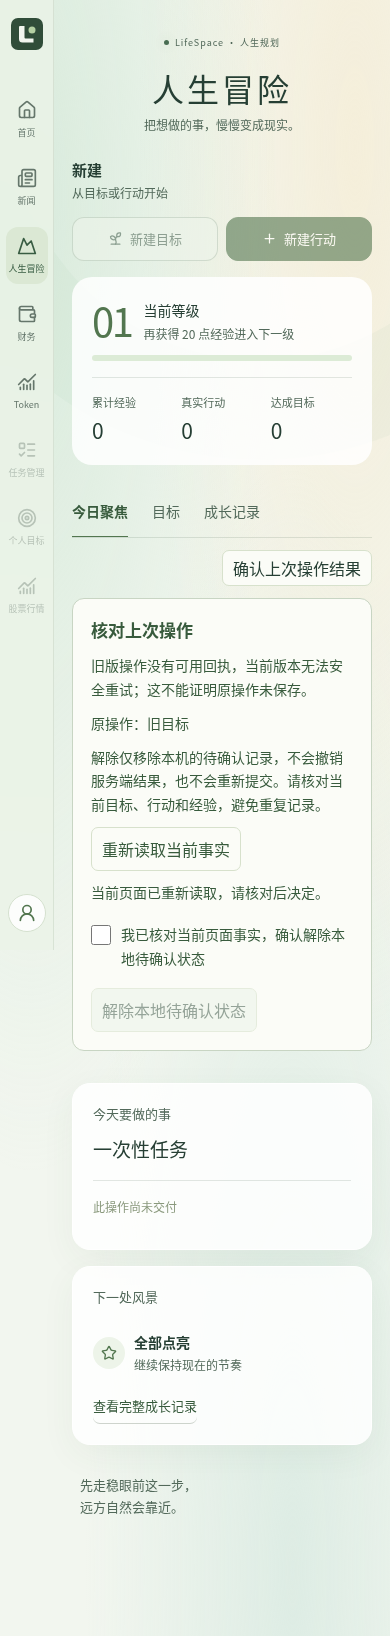 LifeSpace · 人生规划
人生冒险
把想做的事，慢慢变成现实。
首页
新闻
人生冒险
财务
Token
任务管理
个人目标
股票行情
新建
从目标或行动开始
新建目标
新建行动
01
当前等级
再获得 20 点经验进入下一级
累计经验
真实行动
达成目标
0
0
0
今日聚焦
目标
成长记录
确认上次操作结果
核对上次操作
旧版操作没有可用回执，当前版本无法安
全重试；这不能证明原操作未保存。
原操作：旧目标
解除仅移除本机的待确认记录，不会撤销
服务端结果，也不会重新提交。请核对当
前目标、行动和经验，避免重复记录。
重新读取当前事实
当前页面已重新读取，请核对后决定。
我已核对当前页面事实，确认解除本
地待确认状态
解除本地待确认状态
今天要做的事
一次性任务
此操作尚未交付
下一处风景
全部点亮
继续保持现在的节奏
查看完整成长记录
先走稳眼前这一步，
远方自然会靠近。